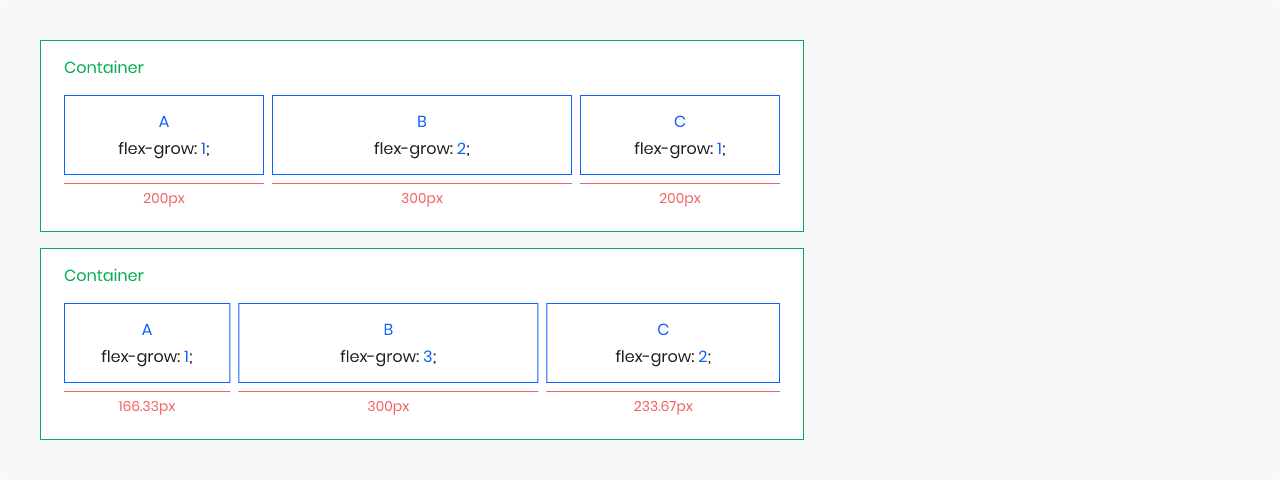 Container
A B C
flex-grow: 1; flex-grow: 2; flex-grow: 1;
200px 300px 200px
Container
A B C
flex-grow: 1; flex-grow: 3; flex-grow: 2;
166.33px 300px 233.67px